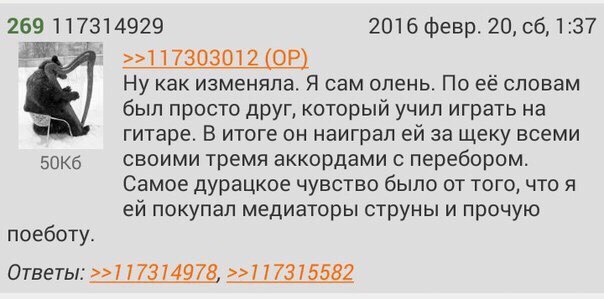 269 117314929 2016 февр. 20, сб, 1:37
>>117303012 (OP)
Ну как изменяла. Я сам олень. По её словам
был просто друг, который учил играть на
гитаре. В итоге он наиграл ей за щеку всеми
своими тремя аккордами с перебором.
Самое дурацкое чувство было от того, что я
ей покупал медиаторы струны и прочую
поеботу.
50Кб
Ответы: >>117314978, >>117315582